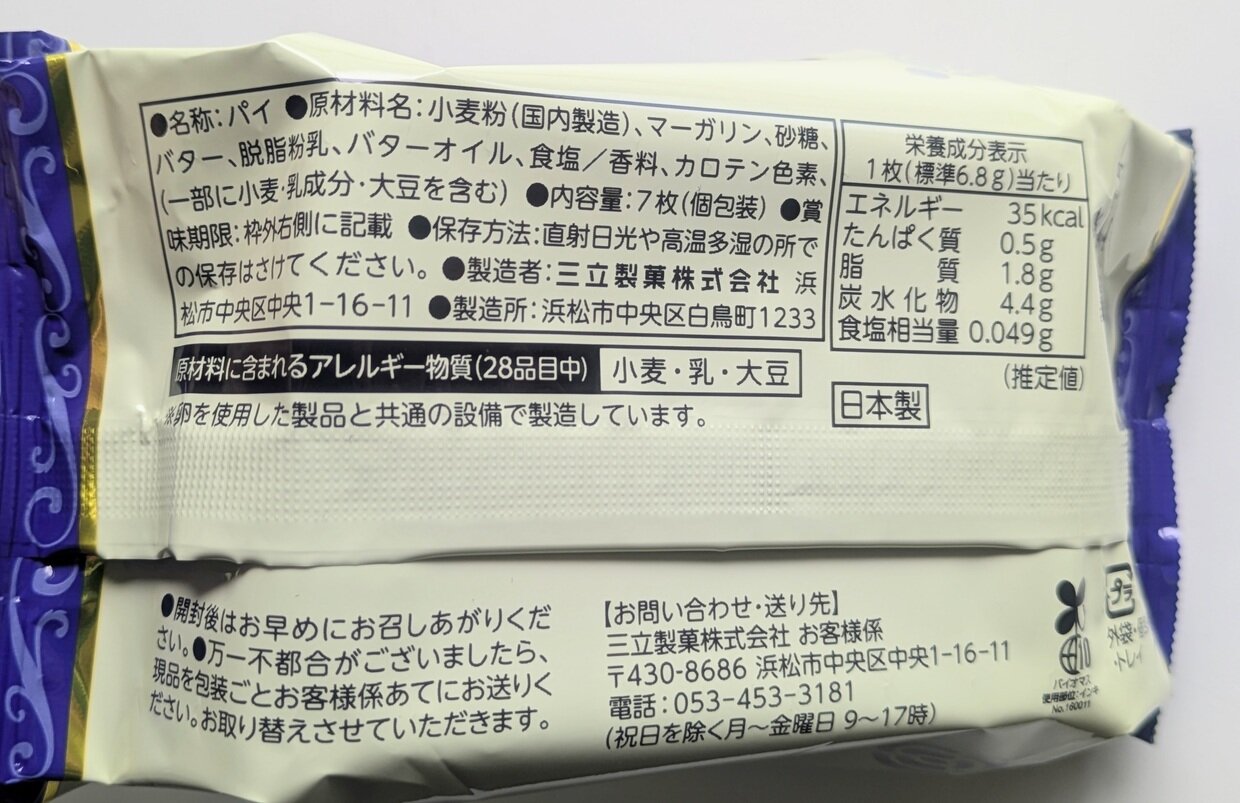 ●名称：パイ ●原材料名：小麦粉（国内製造）、マーガリン、砂糖、
バター、脱脂粉乳、バターオイル、食塩／香料、カロテン色素、
（一部に小麦・乳成分・大豆を含む） ●内容量：7枚（個包装） ●賞
味期限：枠外右側に記載 ●保存方法：直射日光や高温多湿の所で
の保存はさけてください。 ●製造者：三立製菓株式会社 浜
松市中央区中央1-16-11 ●製造所：浜松市中央区白鳥町1233
栄養成分表示
1枚（標準6.8g）当たり
エネルギー 35kcal
たんぱく質 0.5g
脂質 1.8g
炭水化物 4.4g
食塩相当量 0.049g
（推定値）
原材料に含まれるアレルギー物質（28品目中） 小麦・乳・大豆
※卵を使用した製品と共通の設備で製造しています。
日本製
●開封後はお早めにお召しあがりくだ
さい。●万一不都合がございましたら、
現品を包装ごとお客様係あてにお送りく
ださい。お取り替えさせていただきます。
【お問い合わせ・送り先】
三立製菓株式会社 お客様係
〒430-8686 浜松市中央区中央1-16-11
電話：053-453-3181
（祝日を除く月〜金曜日 9〜17時）
バイオマス
No.160011
プラ
外袋・個
トレイ